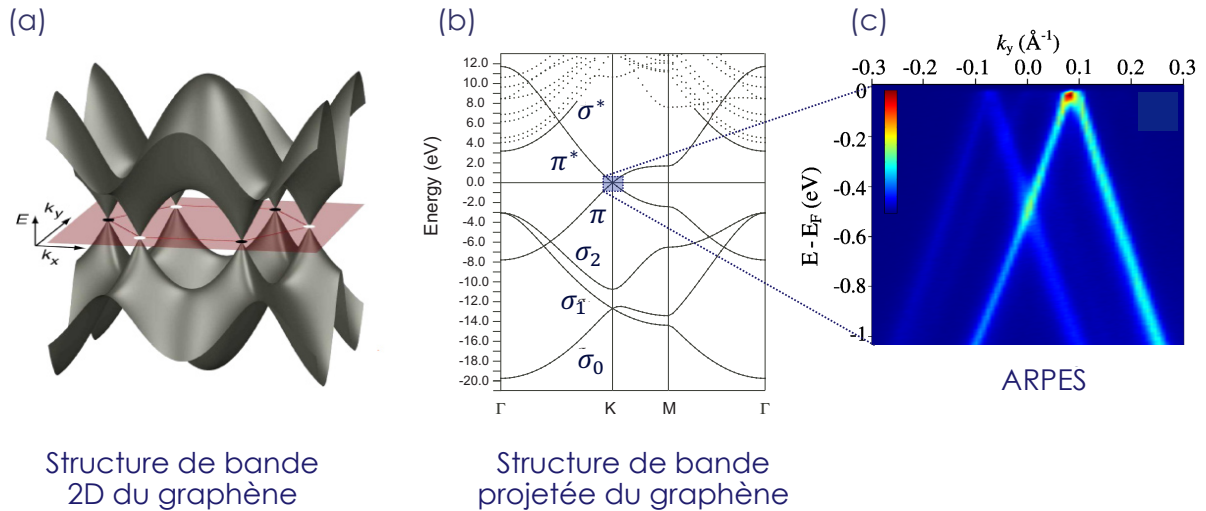 (a)
(b)
(c)
E
k_y
k_x
Energy (eV)
12.0
10.0
8.0
6.0
4.0
2.0
0.0
-2.0
-4.0
-6.0
-8.0
-10.0
-12.0
-14.0
-16.0
-18.0
-20.0
σ*
π*
π
σ₂
σ₁
σ₀
Γ K M Γ
k_y (Å⁻¹)
-0.3 -0.2 0.0 0.1 0.2 0.3
E - E_F (eV)
0
-0.2
-0.4
-0.6
-0.8
-1
ARPES
Structure de bande
2D du graphène
Structure de bande
projetée du graphène